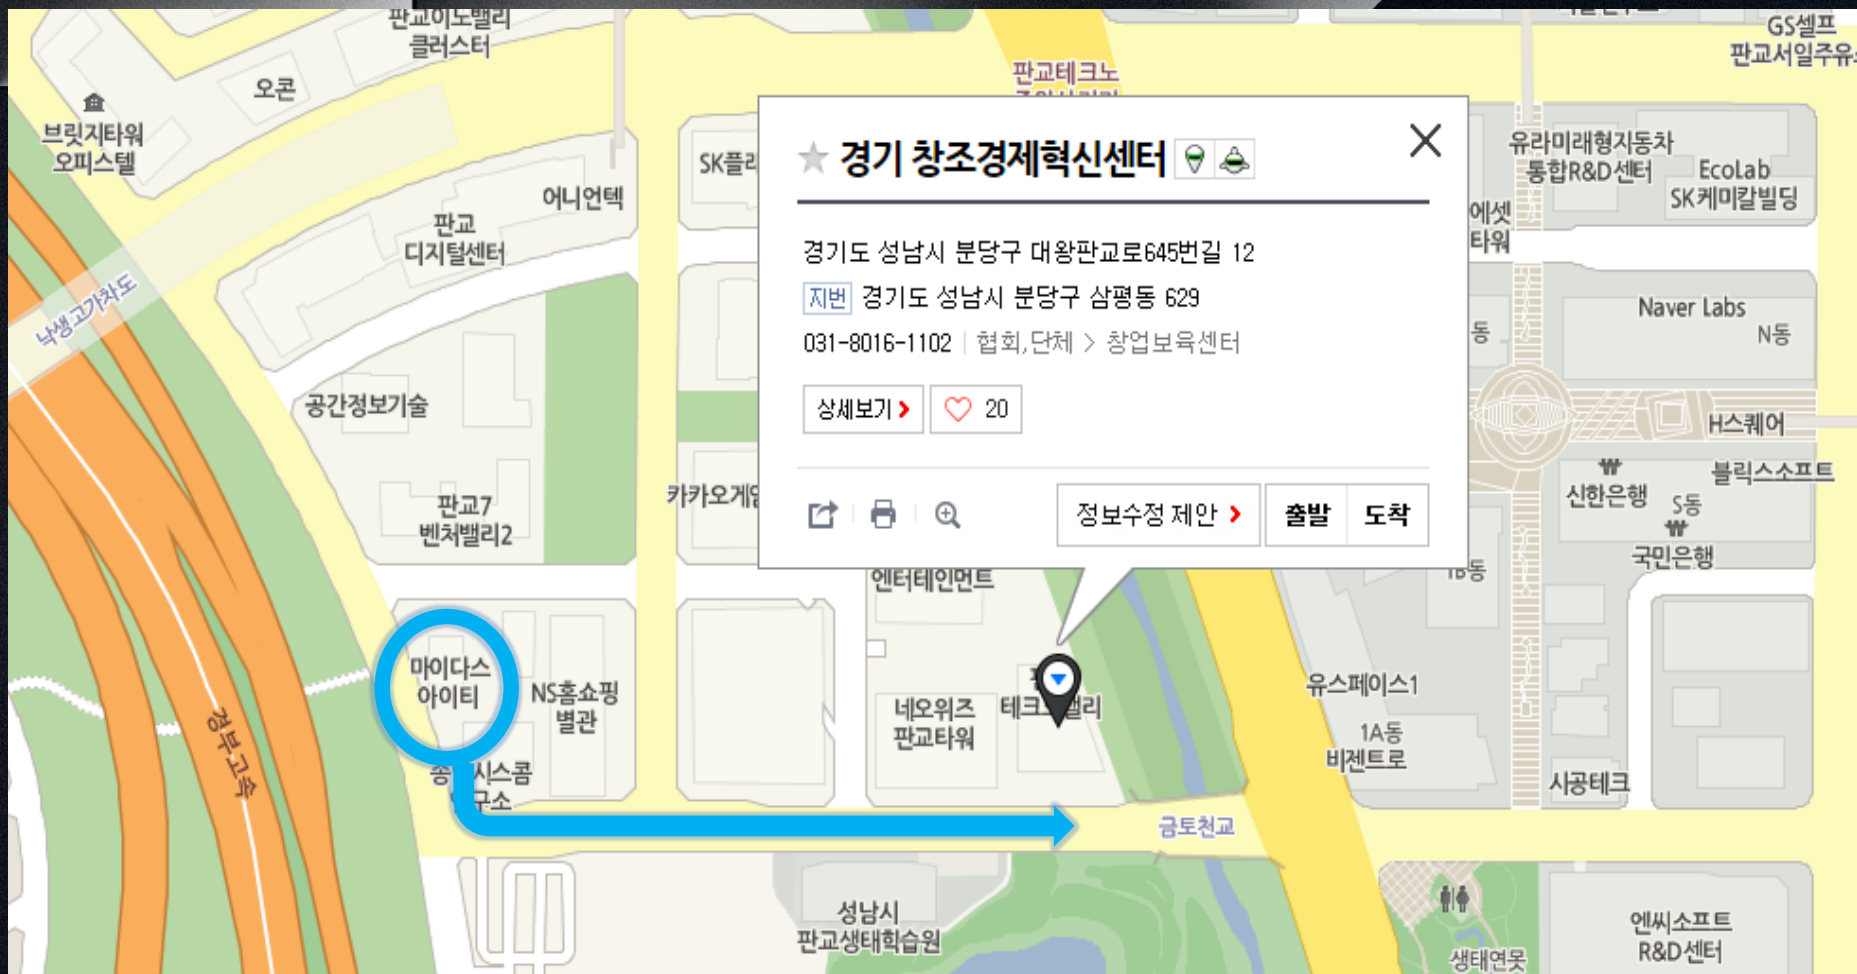 판교이노밸리
클러스터
오콘
브릿지타워
오피스텔
어니언텍
판교
디지털센터
낙생고가차도
SK플라
판교테크노
GS셀프
판교서일주유소
유라미래형지동차
통합R&D센터
EcoLab
SK케미칼빌딩
에셋
타워
경기 창조경제혁신센터
경기도 성남시 분당구 대왕판교로645번길 12
지번 경기도 성남시 분당구 삼평동 629
031-8016-1102 | 협회,단체 > 창업보육센터
상세보기 >
20
정보수정 제안 >
출발
도착
Naver Labs
N동
동
H스퀘어
블릭스소프트
신한은행
S동
국민은행
1B동
공간정보기술
판교7
벤처밸리2
카카오게임
엔터테인먼트
마이다스
아이티
NS홈쇼핑
별관
네오위즈
판교타워
유스페이스1
1A동
비젠트로
시공테크
경부고속
금토천교
성남시
판교생태학습원
생태연못
엔씨소프트
R&D센터